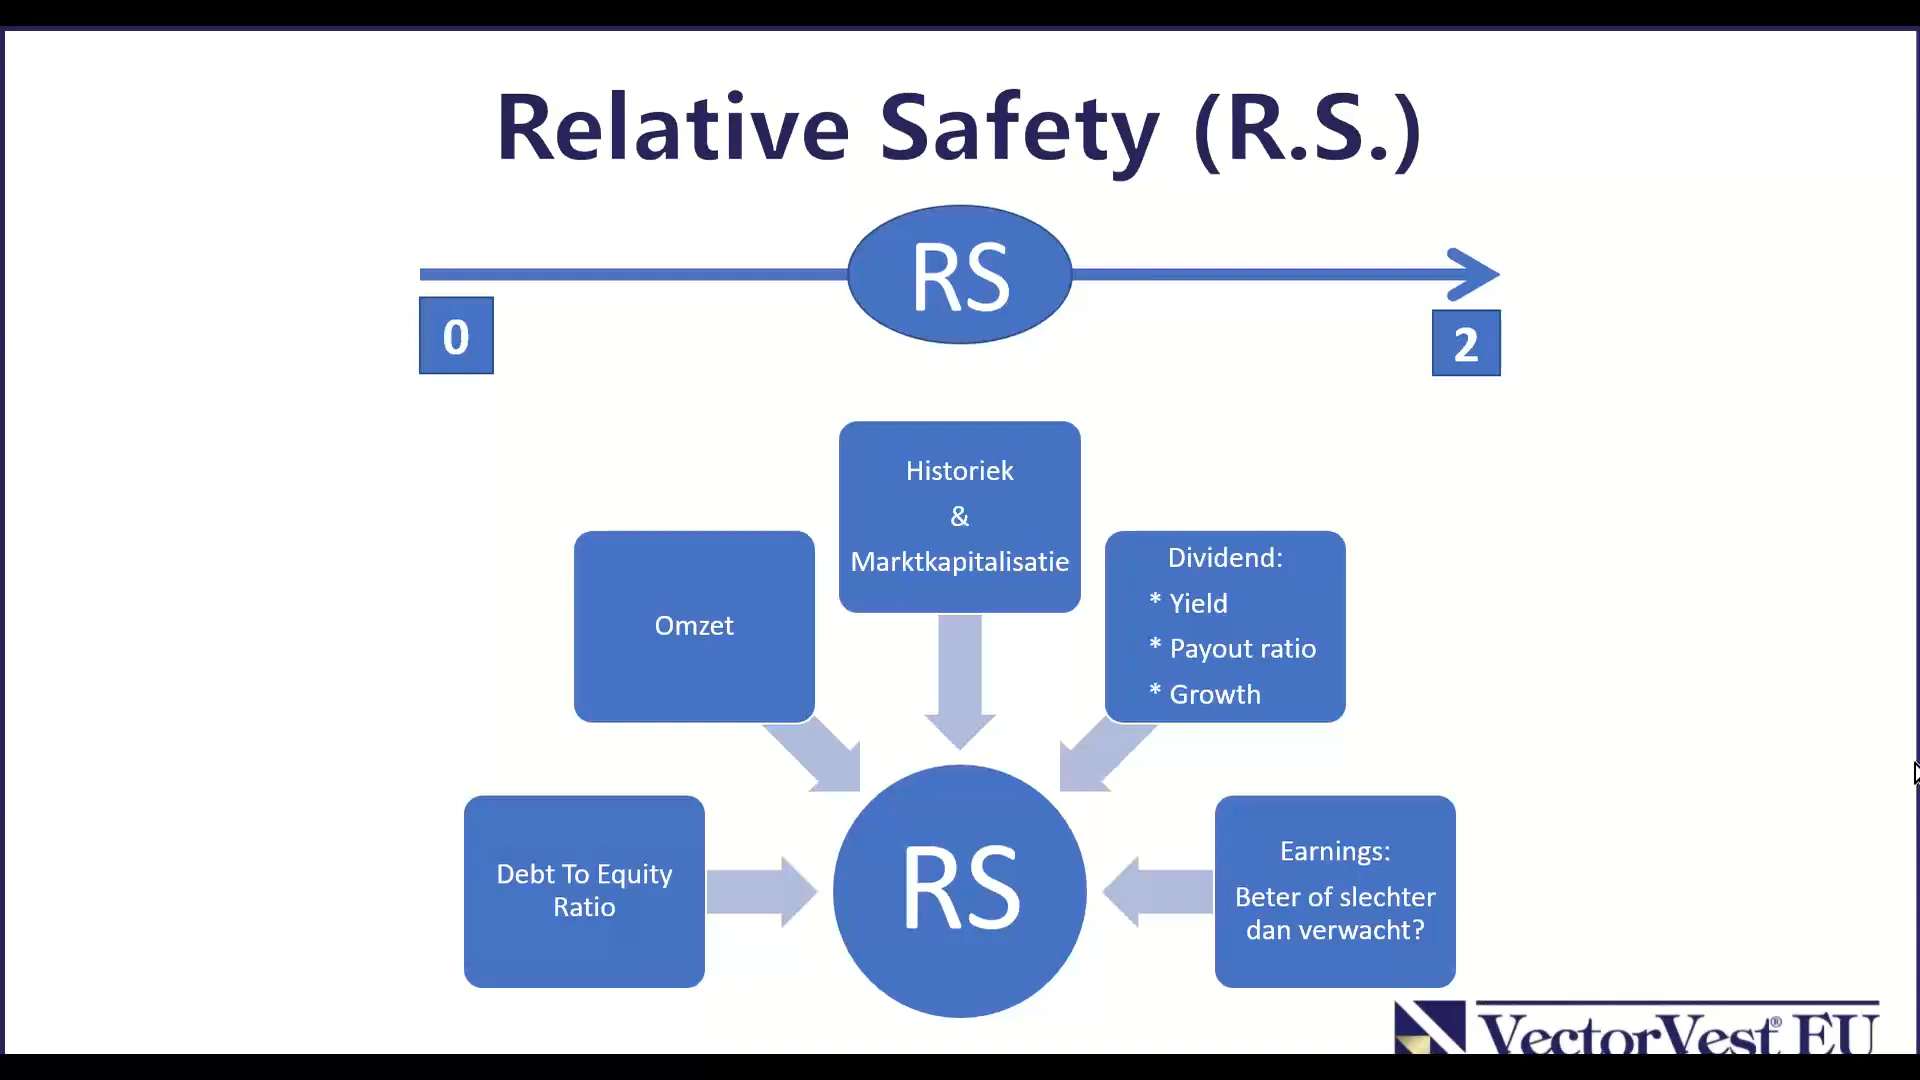 Relative Safety (R.S.)
RS
0
2
Historiek
&
Marktkapitalisatie
Omzet
Dividend:
* Yield
* Payout ratio
* Growth
Debt To Equity
Ratio
RS
Earnings:
Beter of slechter
dan verwacht?
VectorVest® EU